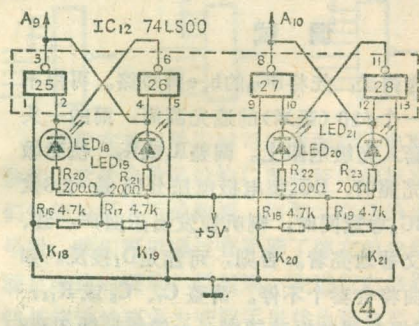 A₉ IC₁₂ 74LS00 A₁₀
3 6 8 11
25 26 27 28
1 2 4 5 9 10 12 13
LED₁₈ LED₁₉ LED₂₁ LED₂₀
R₂₀ 200Ω R₂₁ 200Ω R₂₂ 200Ω R₂₃ 200Ω
R₁₆ 4.7k R₁₇ 4.7k R₁₈ 4.7k R₁₉ 4.7k
+5V
K₁₈ K₁₉ K₂₀ K₂₁
④